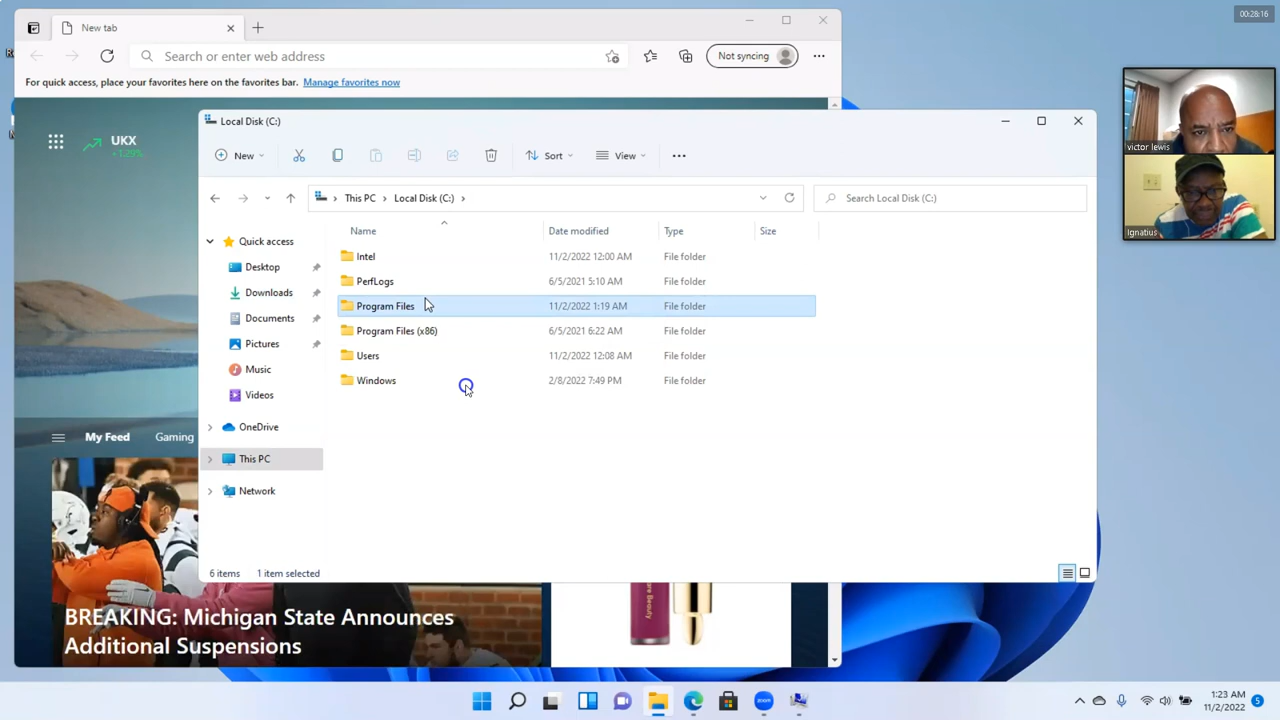 00:28:16
New tab
Search or enter web address
Not syncing
For quick access, place your favorites here on the favorites bar. Manage favorites now
UKX
+1.29%
Local Disk (C:)
New
Sort
View
This PC
Local Disk (C:)
Search Local Disk (C:)
Name
Date modified
Type
Size
Intel
11/2/2022 12:00 AM
File folder
PerfLogs
6/5/2021 5:10 AM
File folder
Program Files
11/2/2022 1:19 AM
File folder
Program Files (x86)
6/5/2021 6:22 AM
File folder
Users
11/2/2022 12:08 AM
File folder
Windows
2/8/2022 7:49 PM
File folder
Quick access
Desktop
Downloads
Documents
Pictures
Music
Videos
OneDrive
This PC
Network
6 items
1 item selected
victor lewis
Ignatius
My Feed
Gaming
BREAKING: Michigan State Announces
Additional Suspensions
are Beauty
zoom
1:23 AM
11/2/2022
5